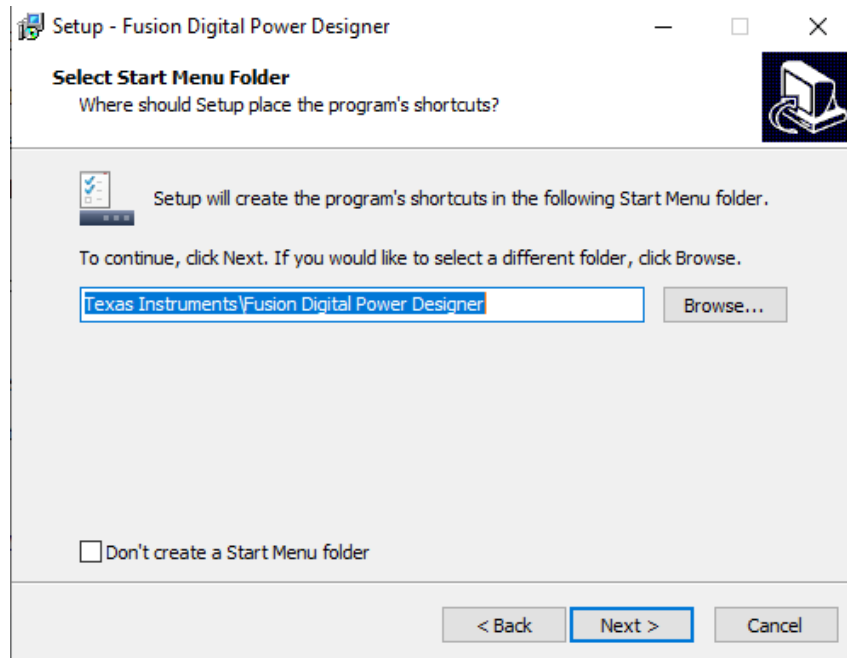 Setup - Fusion Digital Power Designer
Select Start Menu Folder
Where should Setup place the program's shortcuts?
Setup will create the program's shortcuts in the following Start Menu folder.
To continue, click Next. If you would like to select a different folder, click Browse.
Texas Instruments\Fusion Digital Power Designer
Browse...
Don't create a Start Menu folder
< Back
Next >
Cancel